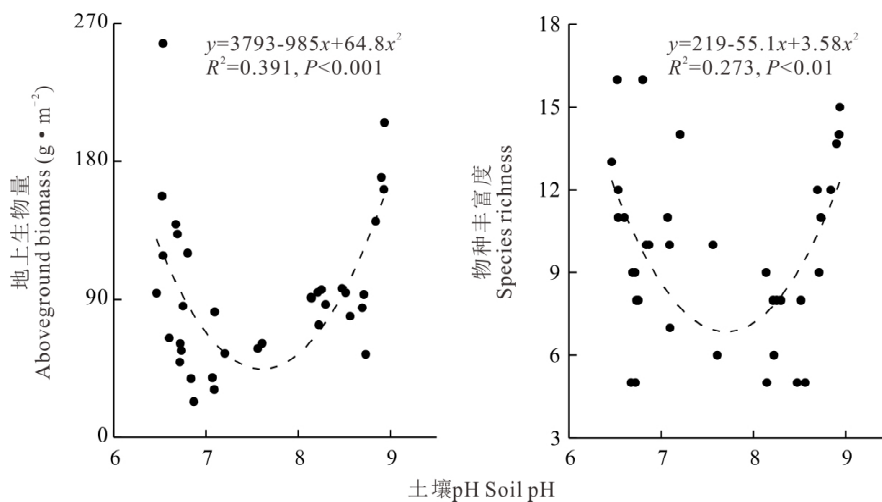 270
180
90
0
地上生物量
Aboveground biomass (g·m⁻²)
y=3793-985x+64.8x²
R²=0.391, P<0.001
6
7
8
9
18
15
12
9
6
3
物种丰富度
Species richness
y=219-55.1x+3.58x²
R²=0.273, P<0.01
6
7
8
9
土壤pH Soil pH